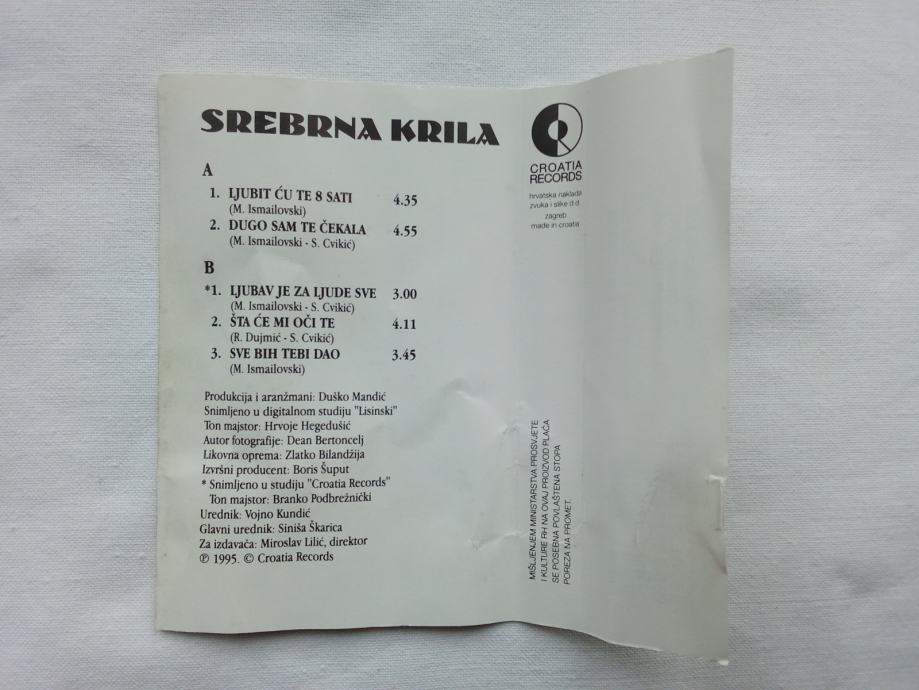 SREBRNA KRILA
A
1. LJUBIT ĆU TE 8 SATI 4.35
(M. Ismailovski)
2. DUGO SAM TE ČEKALA 4.55
(M. Ismailovski - S. Cvikić)
B
*1. LJUBAV JE ZA LJUDE SVE 3.00
(M. Ismailovski - S. Cvikić)
2. ŠTA ĆE MI OČI TE 4.11
(R. Dujmić - S. Cvikić)
3. SVE BIH TEBI DAO 3.45
(M. Ismailovski)
Produkcija i aranžmani: Duško Mandić
Snimljeno u digitalnom studiju "Lisinski"
Ton majstor: Hrvoje Hegedušić
Autor fotografije: Dean Bertoncelj
Likovna oprema: Zlatko Bilandžija
Izvršni producent: Boris Šuput
* Snimljeno u studiju "Croatia Records"
Ton majstor: Branko Podbrežnički
Urednik: Vojno Kundić
Glavni urednik: Siniša Škarica
Za izdavača: Miroslav Lilić, direktor
℗ 1995. © Croatia Records
CROATIA
RECORDS
hrvatska naklada
zvuka i slike d.d.
zagreb
made in croatia
MIŠLJENJEM MINISTARSTVA PROSVJETE
I KULTURE RH NA OVAJ PROIZVOD PLAĆA
SE POSEBNA POVLAŠTENA STOPA
POREZA NA PROMET.